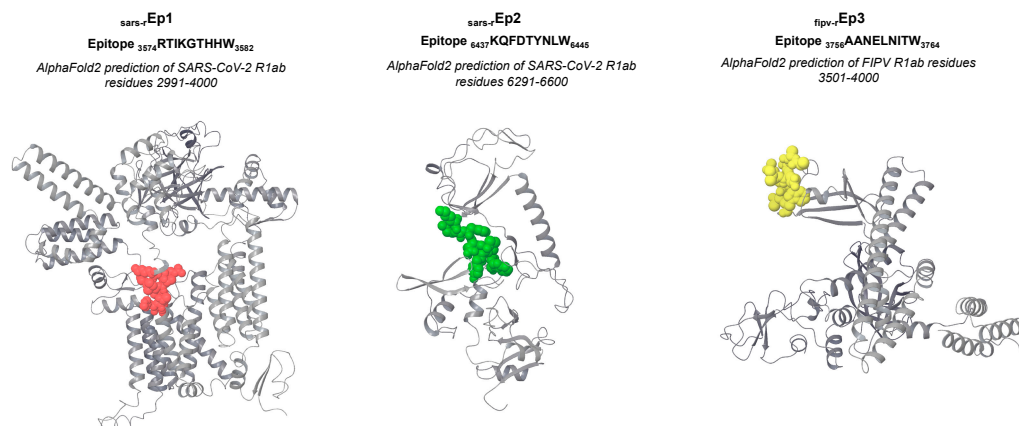 sars-rEp1
Epitope 3574RTIKGTHHW3582
AlphaFold2 prediction of SARS-CoV-2 R1ab
residues 2991-4000
sars-rEp2
Epitope 6437KQFDTYNLW6445
AlphaFold2 prediction of SARS-CoV-2 R1ab
residues 6291-6600
fipv-rEp3
Epitope 3756AANELNITW3764
AlphaFold2 prediction of FIPV R1ab residues
3501-4000